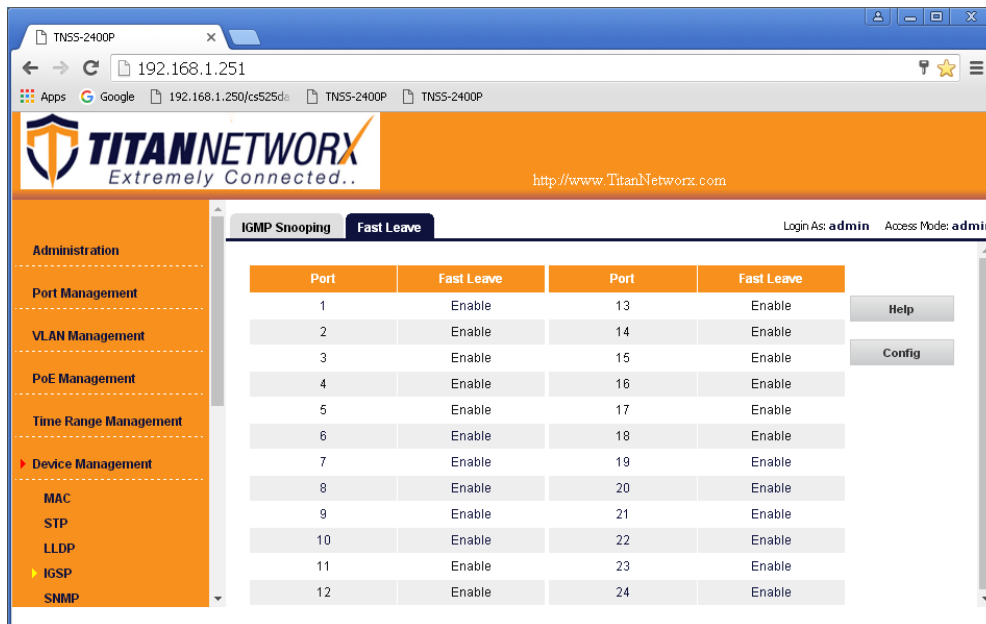 TNSS-2400P
192.168.1.251
Apps Google 192.168.1.250/cs525da TNSS-2400P TNSS-2400P
TITANNETWORX
Extremely Connected..
http://www.TitanNetworx.com
IGMP Snooping Fast Leave Login As: admin Access Mode: admi
Administration
Port Management
VLAN Management
PoE Management
Time Range Management
Device Management
MAC
STP
LLDP
IGSP
SNMP
Port Fast Leave Port Fast Leave
1 Enable 13 Enable
2 Enable 14 Enable
3 Enable 15 Enable
4 Enable 16 Enable
5 Enable 17 Enable
6 Enable 18 Enable
7 Enable 19 Enable
8 Enable 20 Enable
9 Enable 21 Enable
10 Enable 22 Enable
11 Enable 23 Enable
12 Enable 24 Enable
Help
Config